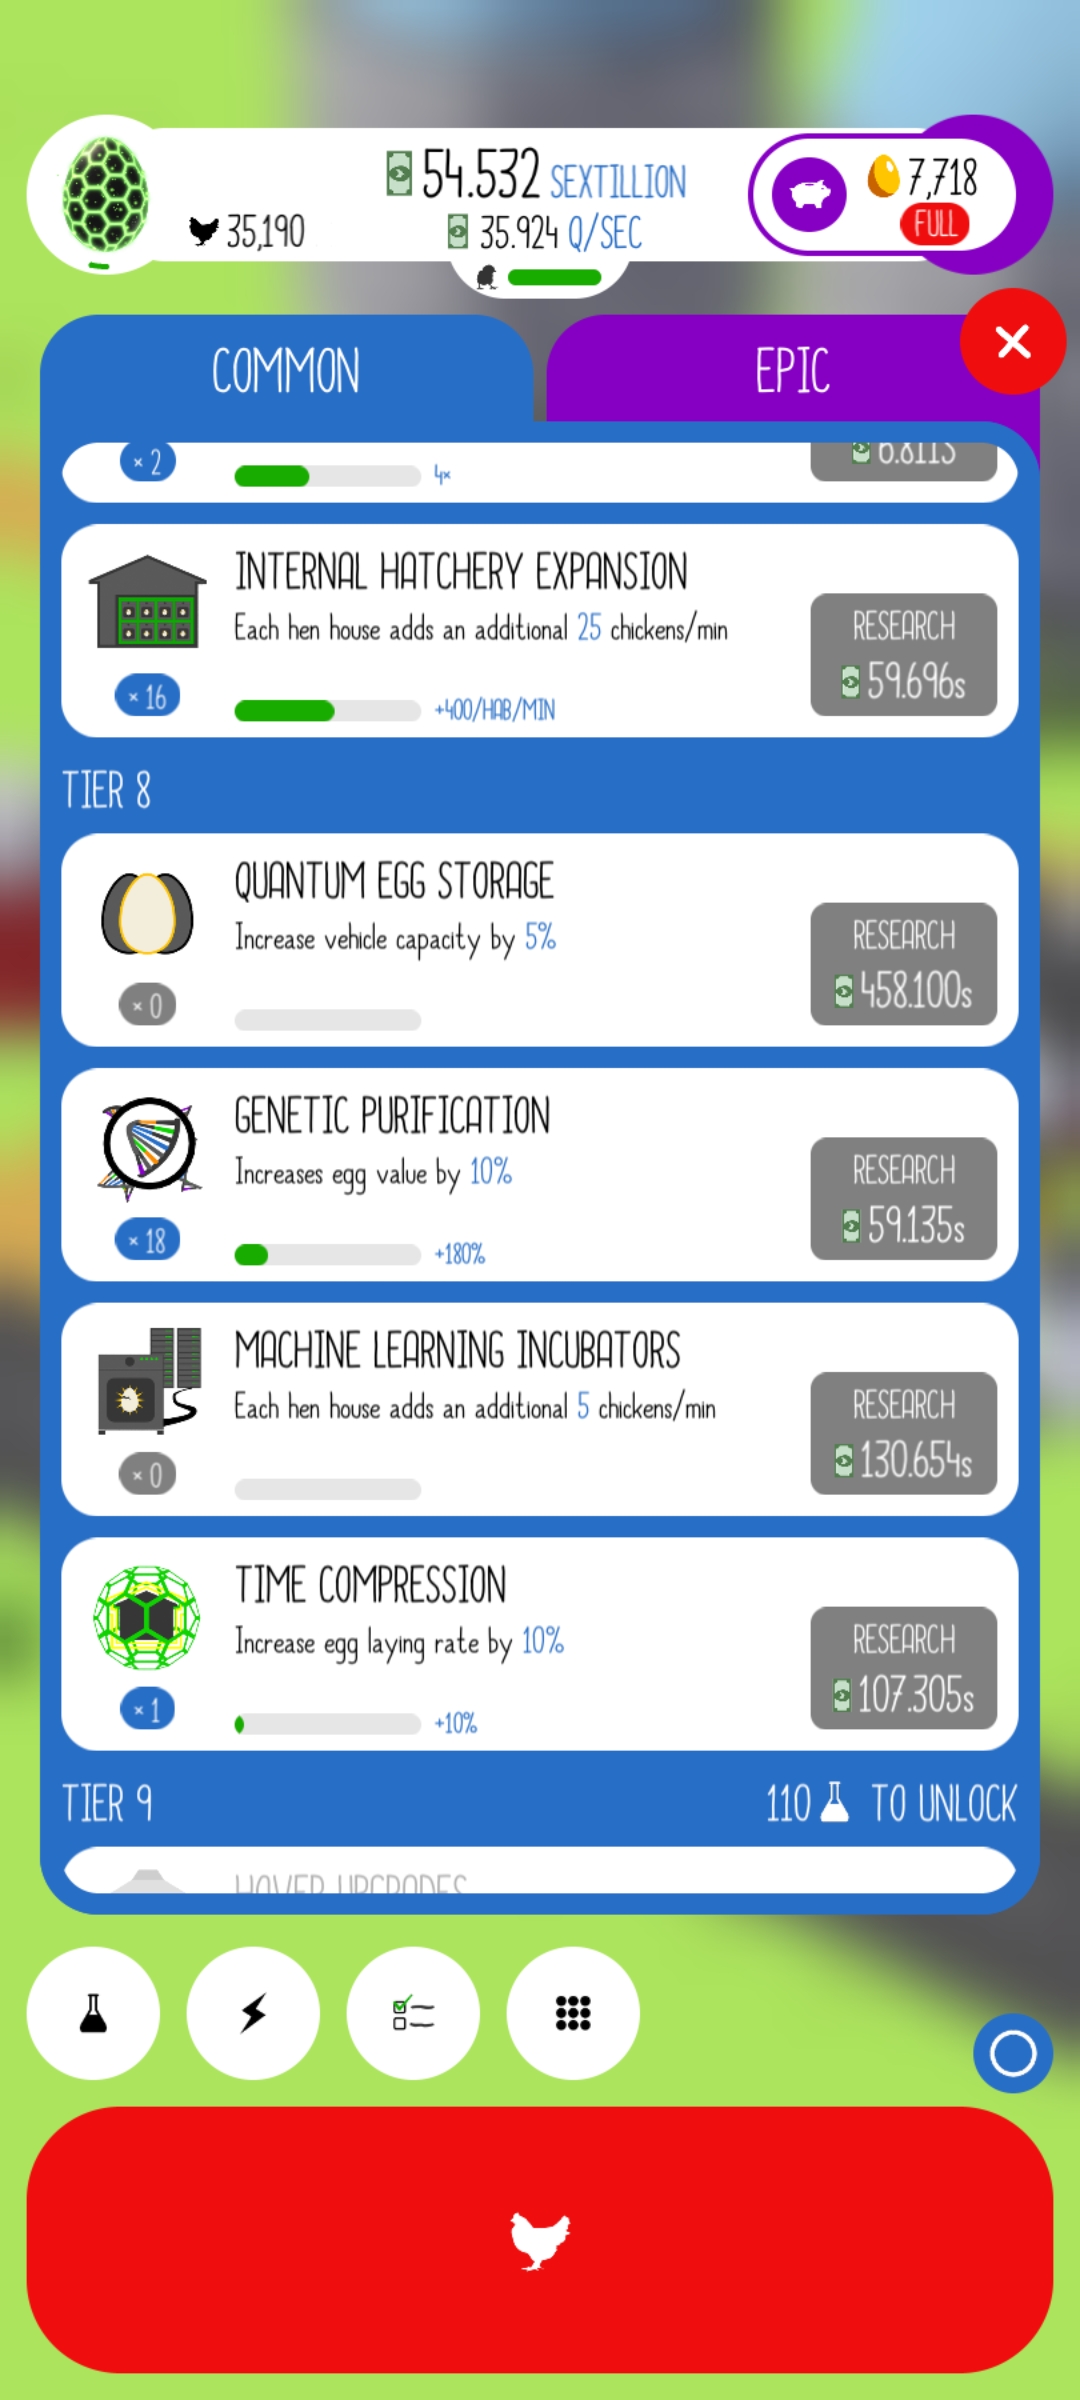 54.532 SEXTILLION
7,718
35,190
35.924 Q/SEC
FULL
COMMON
EPIC
× 2
4×
6.811S
INTERNAL HATCHERY EXPANSION
Each hen house adds an additional 25 chickens/min
RESEARCH
59.696s
× 16
+400/HAB/MIN
TIER 8
QUANTUM EGG STORAGE
Increase vehicle capacity by 5%
RESEARCH
458.100s
× 0
GENETIC PURIFICATION
Increases egg value by 10%
RESEARCH
59.135s
× 18
+180%
MACHINE LEARNING INCUBATORS
Each hen house adds an additional 5 chickens/min
RESEARCH
130.654s
× 0
TIME COMPRESSION
Increase egg laying rate by 10%
RESEARCH
107.305s
× 1
+10%
TIER 9
110 TO UNLOCK
HOVER UPGRADES